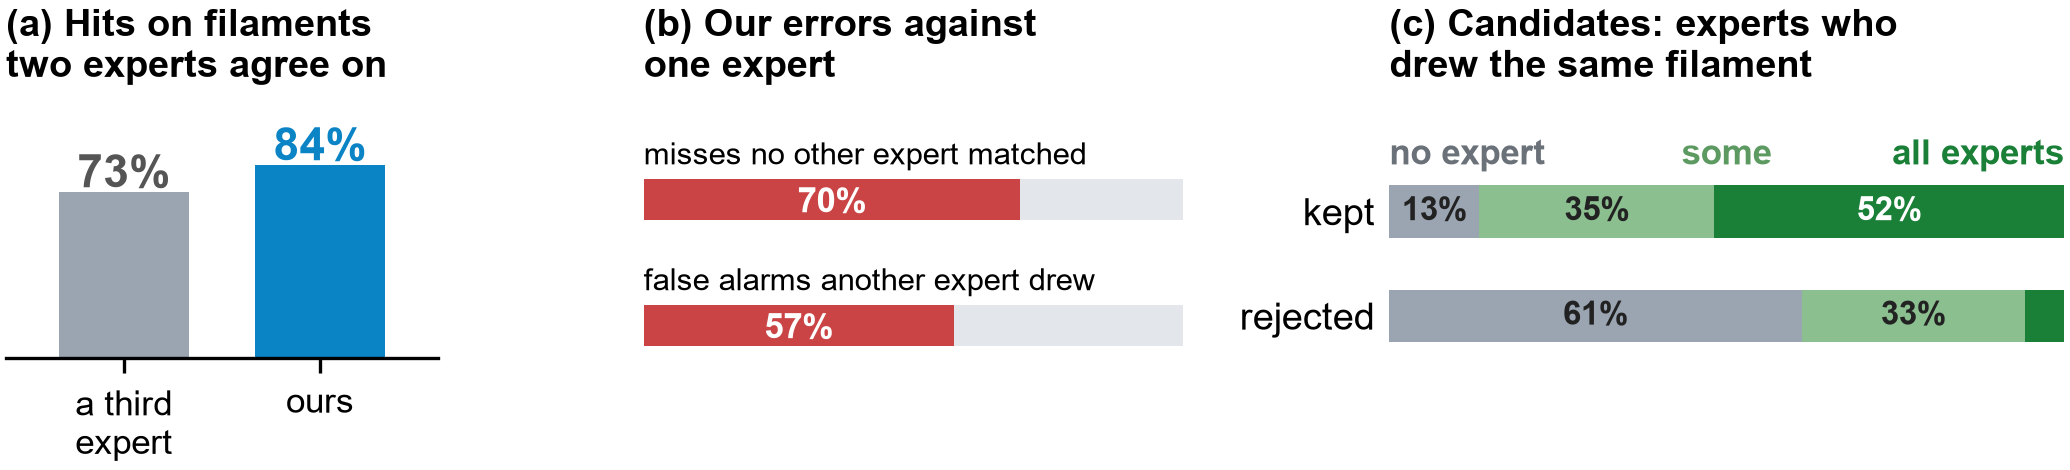 (a) Hits on filaments
two experts agree on
73%
84%
a third
expert
ours
(b) Our errors against
one expert
misses no other expert matched
70%
false alarms another expert drew
57%
(c) Candidates: experts who
drew the same filament
no expert some all experts
kept 13% 35% 52%
rejected 61% 33%